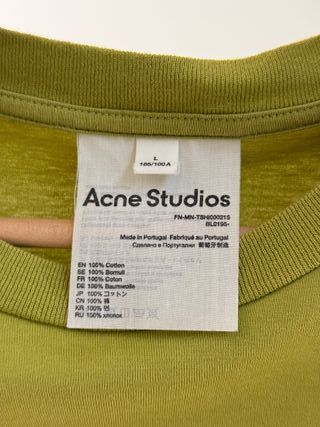 L
185/100A
Acne Studios
FN-MN-TSHI000215
BL0195-
Made in Portugal Fabriqué au Portugal
Сделано в Португалии 葡萄牙制造
EN 100% Cotton
SE 100% Bomull
FR 100% Coton
DE 100% Baumwolle
JP 100% コットン
CN 100% 棉
KR 100% 면
RU 100% хлопок